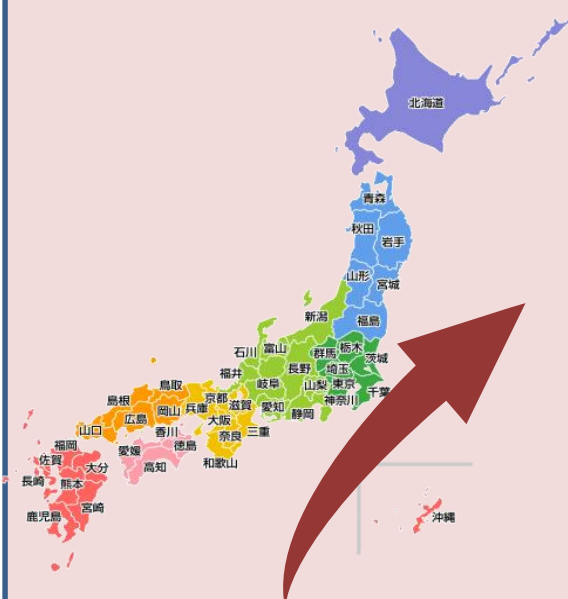 北海道
青森
秋田
岩手
山形
宮城
新潟
福島
石川
富山
群馬
栃木
茨城
福井
長野
埼玉
岐阜
山梨
東京
千葉
神奈川
愛知
静岡
鳥取
島根
岡山
兵庫
京都
滋賀
広島
大阪
山口
香川
奈良
三重
愛媛
徳島
和歌山
高知
福岡
佐賀
大分
長崎
熊本
宮崎
鹿児島
沖縄